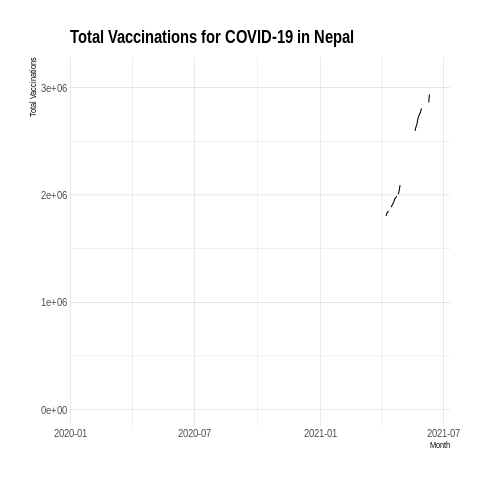 Total Vaccinations for COVID-19 in Nepal
Total Vaccinations
3e+06
2e+06
1e+06
0e+00
2020-01 2020-07 2021-01 2021-07
Month